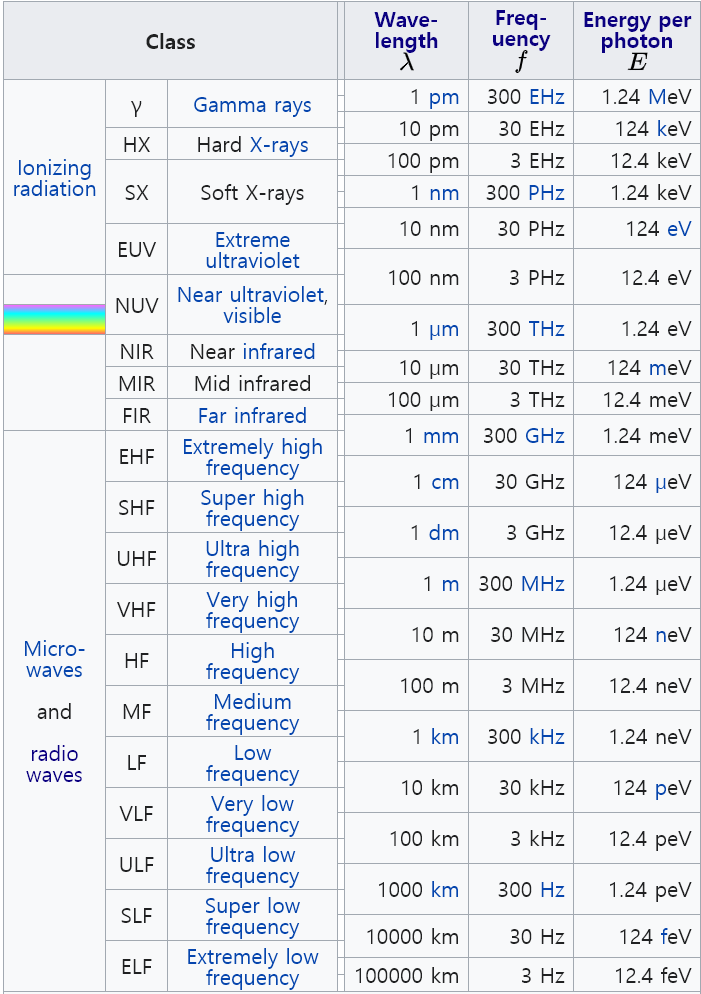 Class
Wave-
length
λ
Freq-
uency
f
Energy per
photon
E
Ionizing
radiation
γ
Gamma rays
HX
Hard X-rays
SX
Soft X-rays
EUV
Extreme
ultraviolet
NUV
Near ultraviolet,
visible
NIR
Near infrared
MIR
Mid infrared
FIR
Far infrared
Micro-
waves
and
radio
waves
EHF
Extremely high
frequency
SHF
Super high
frequency
UHF
Ultra high
frequency
VHF
Very high
frequency
HF
High
frequency
MF
Medium
frequency
LF
Low
frequency
VLF
Very low
frequency
ULF
Ultra low
frequency
SLF
Super low
frequency
ELF
Extremely low
frequency
1 pm 300 EHz 1.24 MeV
10 pm 30 EHz 124 keV
100 pm 3 EHz 12.4 keV
1 nm 300 PHz 1.24 keV
10 nm 30 PHz 124 eV
100 nm 3 PHz 12.4 eV
1 μm 300 THz 1.24 eV
10 μm 30 THz 124 meV
100 μm 3 THz 12.4 meV
1 mm 300 GHz 1.24 meV
1 cm 30 GHz 124 μeV
1 dm 3 GHz 12.4 μeV
1 m 300 MHz 1.24 μeV
10 m 30 MHz 124 neV
100 m 3 MHz 12.4 neV
1 km 300 kHz 1.24 neV
10 km 30 kHz 124 peV
100 km 3 kHz 12.4 peV
1000 km 300 Hz 1.24 peV
10000 km 30 Hz 124 feV
100000 km 3 Hz 12.4 feV